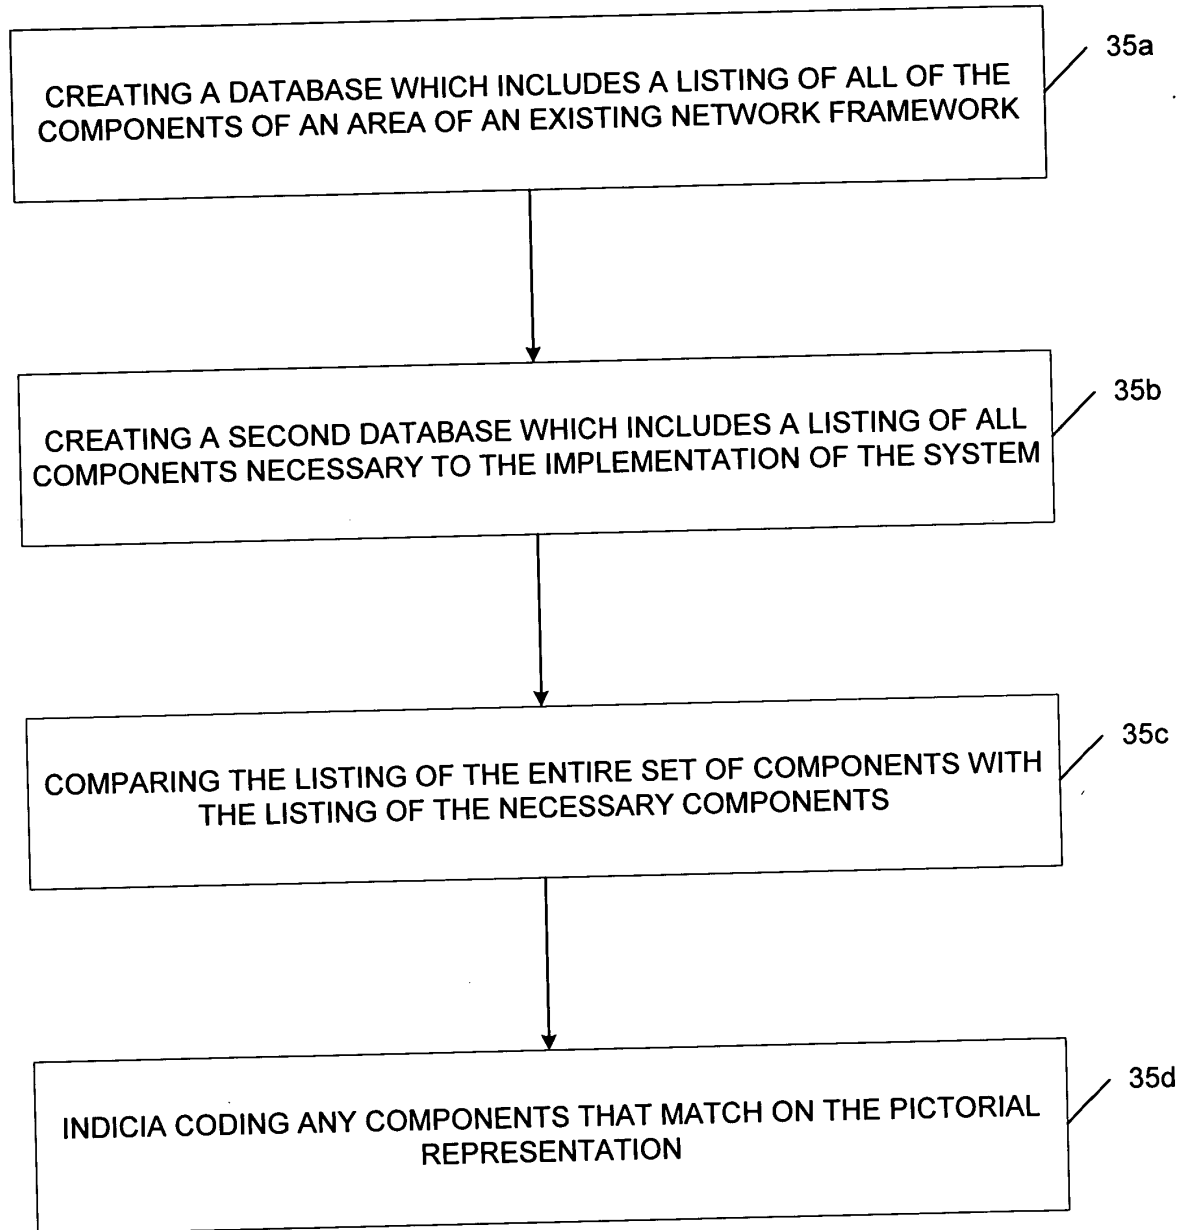 35a
CREATING A DATABASE WHICH INCLUDES A LISTING OF ALL OF THE
COMPONENTS OF AN AREA OF AN EXISTING NETWORK FRAMEWORK
35b
CREATING A SECOND DATABASE WHICH INCLUDES A LISTING OF ALL
COMPONENTS NECESSARY TO THE IMPLEMENTATION OF THE SYSTEM
35c
COMPARING THE LISTING OF THE ENTIRE SET OF COMPONENTS WITH
THE LISTING OF THE NECESSARY COMPONENTS
35d
INDICIA CODING ANY COMPONENTS THAT MATCH ON THE PICTORIAL
REPRESENTATION